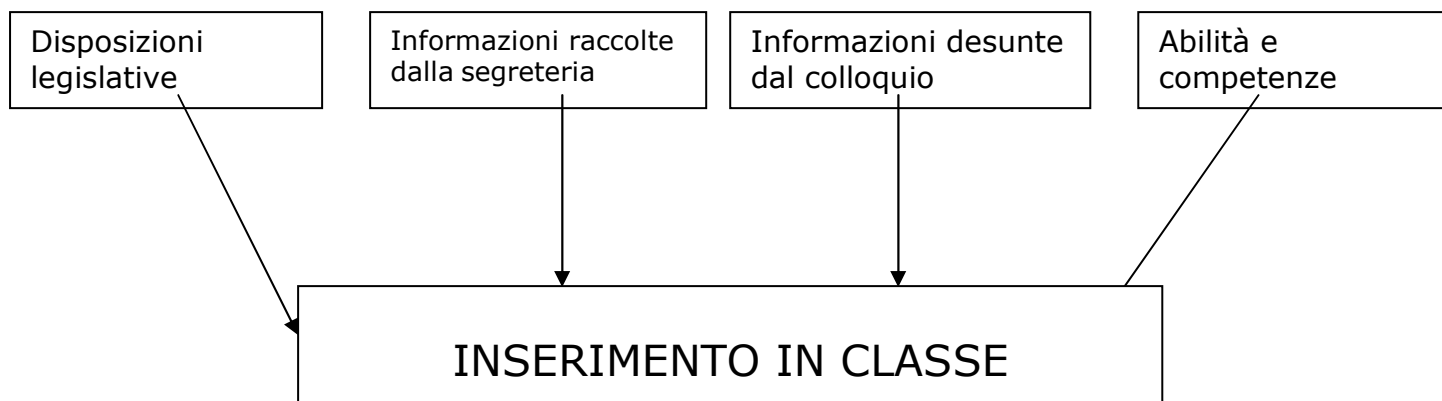 Disposizioni
legislative
Informazioni raccolte
dalla segreteria
Informazioni desunte
dal colloquio
Abilità e
competenze
INSERIMENTO IN CLASSE